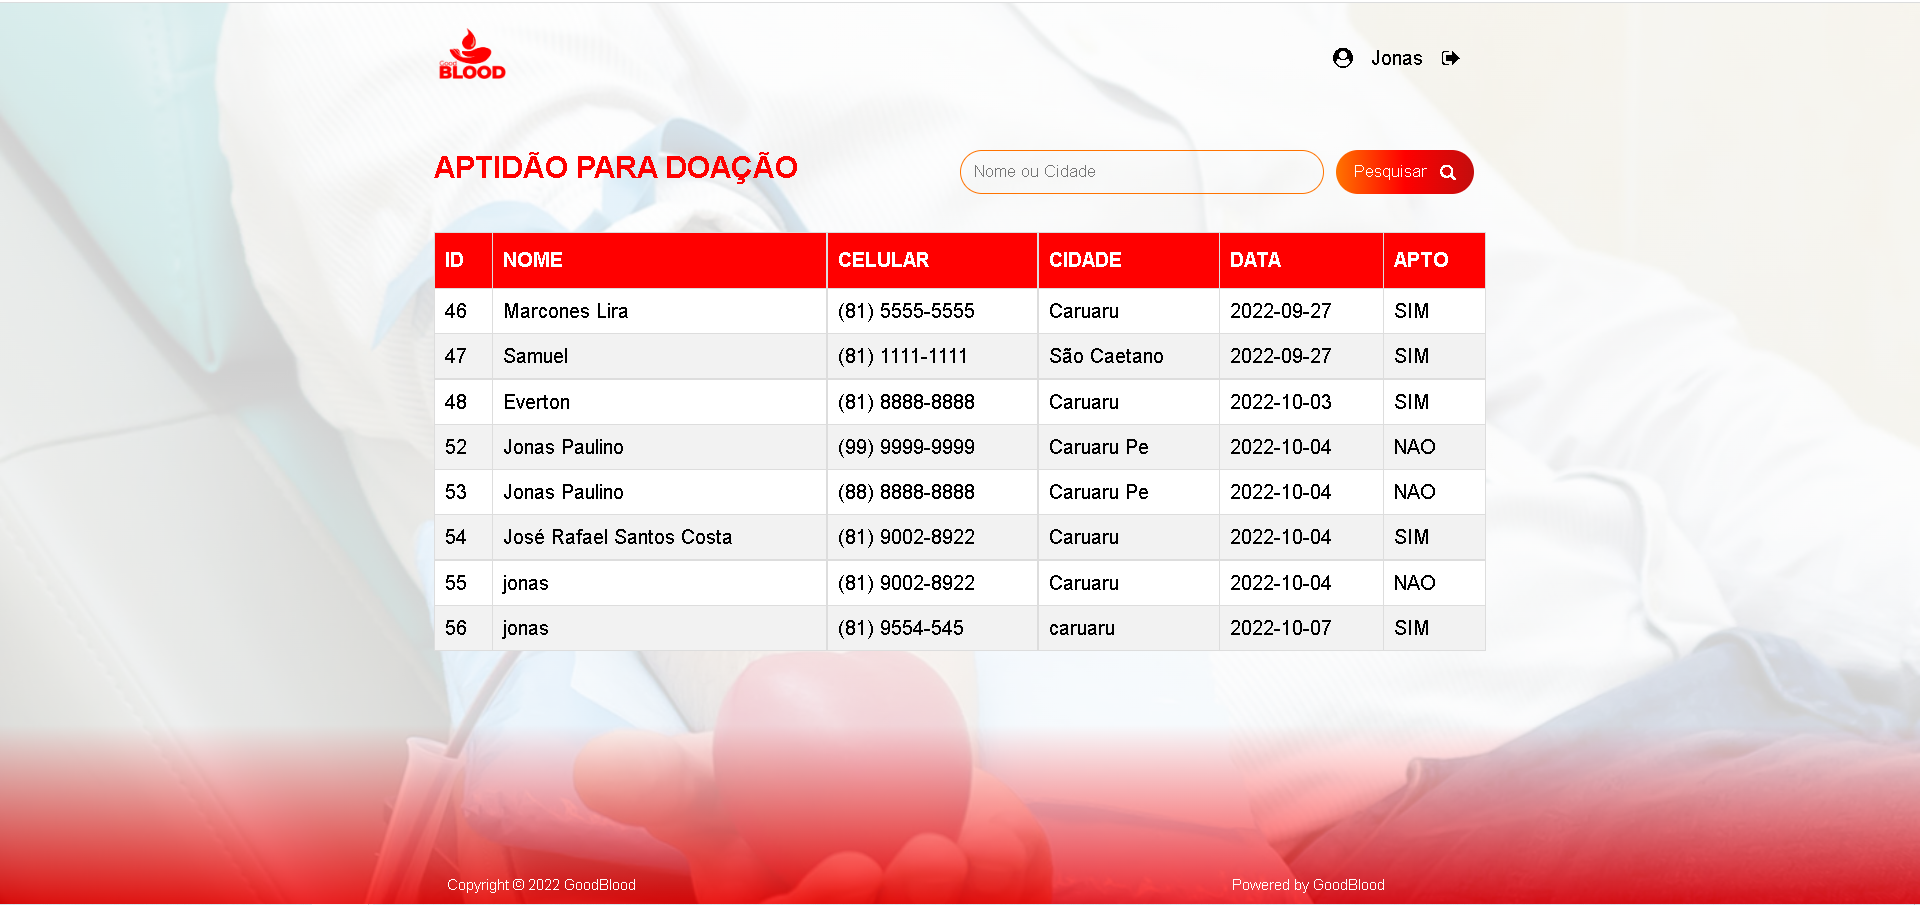 Good
BLOOD
Jonas
APTIDÃO PARA DOAÇÃO
Nome ou Cidade
Pesquisar
ID NOME CELULAR CIDADE DATA APTO
46 Marcones Lira (81) 5555-5555 Caruaru 2022-09-27 SIM
47 Samuel (81) 1111-1111 São Caetano 2022-09-27 SIM
48 Everton (81) 8888-8888 Caruaru 2022-10-03 SIM
52 Jonas Paulino (99) 9999-9999 Caruaru Pe 2022-10-04 NAO
53 Jonas Paulino (88) 8888-8888 Caruaru Pe 2022-10-04 NAO
54 José Rafael Santos Costa (81) 9002-8922 Caruaru 2022-10-04 SIM
55 jonas (81) 9002-8922 Caruaru 2022-10-04 NAO
56 jonas (81) 9554-545 caruaru 2022-10-07 SIM
Copyright © 2022 GoodBlood
Powered by GoodBlood